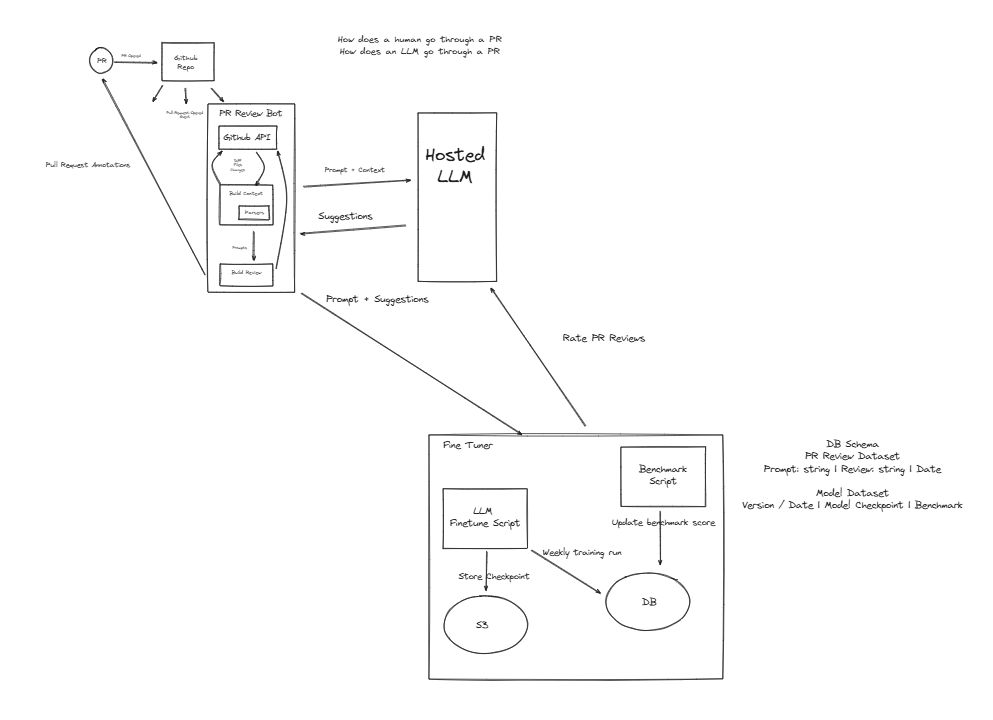 How does a human go through a PR
How does an LLM go through a PR
PR
PR Opened
Github
Repo
Pull Request Opened
Event
PR Review Bot
Github API
Diff
Files
Changes
Build Context
Parsers
Prompts
Build Review
Pull Request Annotations
Prompt + Context
Suggestions
Hosted
LLM
Prompt + Suggestions
Rate PR Reviews
Fine Tuner
Benchmark
Script
LLM
Finetune Script
Update benchmark score
Weekly training run
Store Checkpoint
S3
DB
DB Schema
PR Review Dataset
Prompt: string | Review: string | Date
Model Dataset
Version / Date | Model Checkpoint | Benchmark